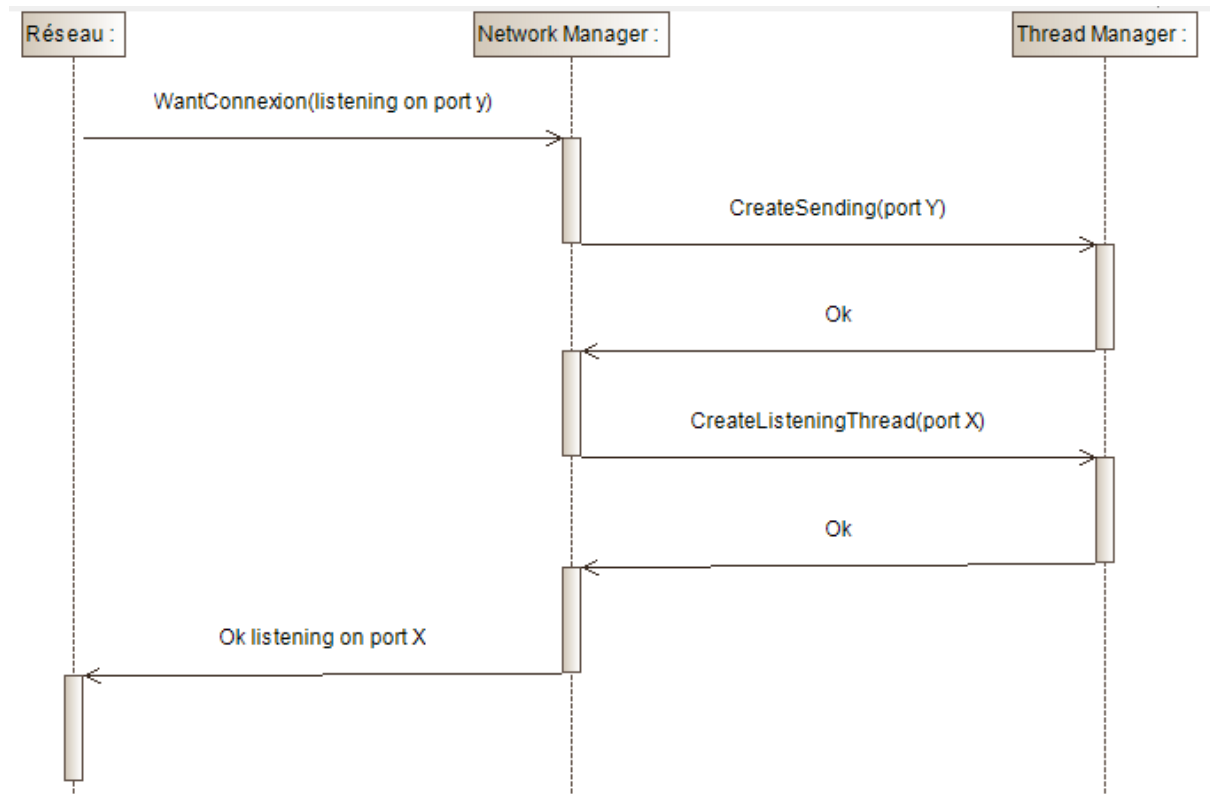 Réseau :
Network Manager :
Thread Manager :
WantConnexion(listening on port y)
CreateSending(port Y)
Ok
CreateListeningThread(port X)
Ok
Ok listening on port X